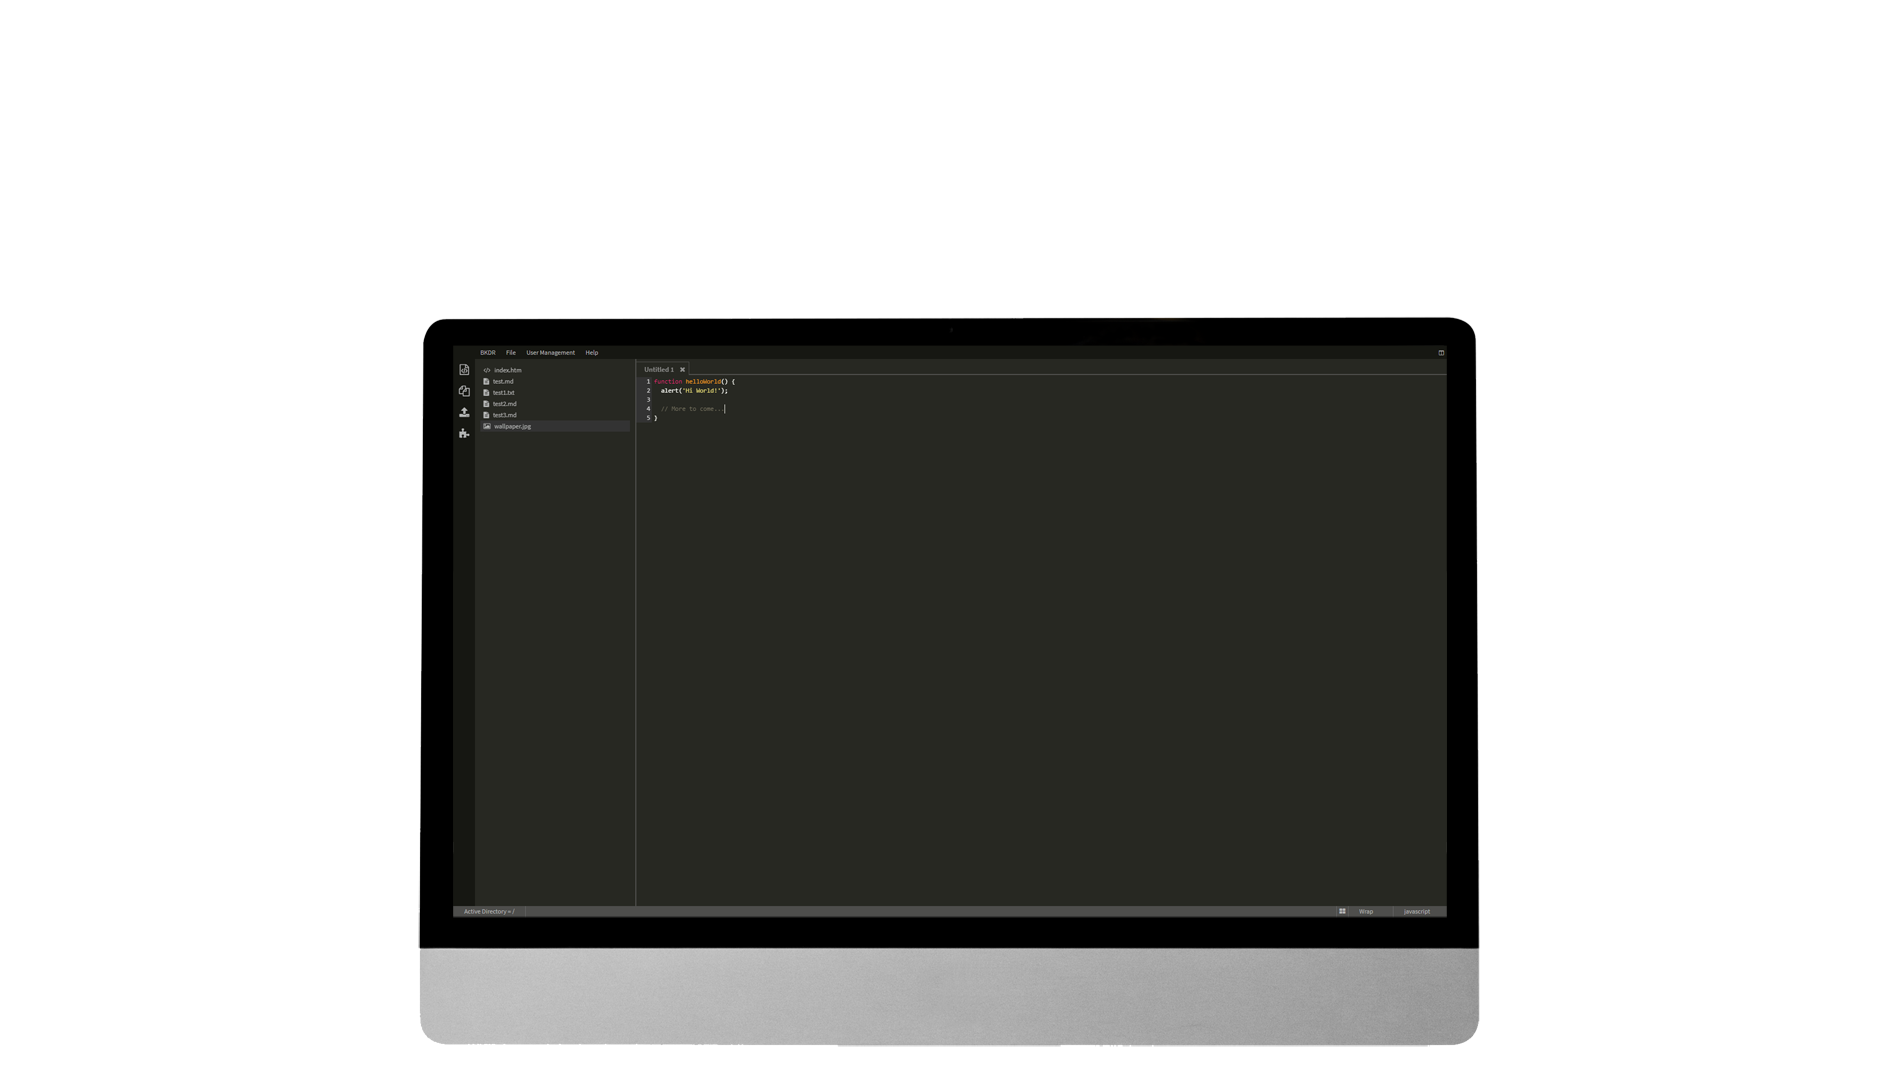 BKDR File User Management Help
index.htm
test.md
test1.txt
test2.md
test3.md
wallpaper.jpg
Untitled 1
1 function helloWorld() {
2 alert('Hi World!');
3
4 // More to come...
5 }
Active Directory = /
Wrap
javascript